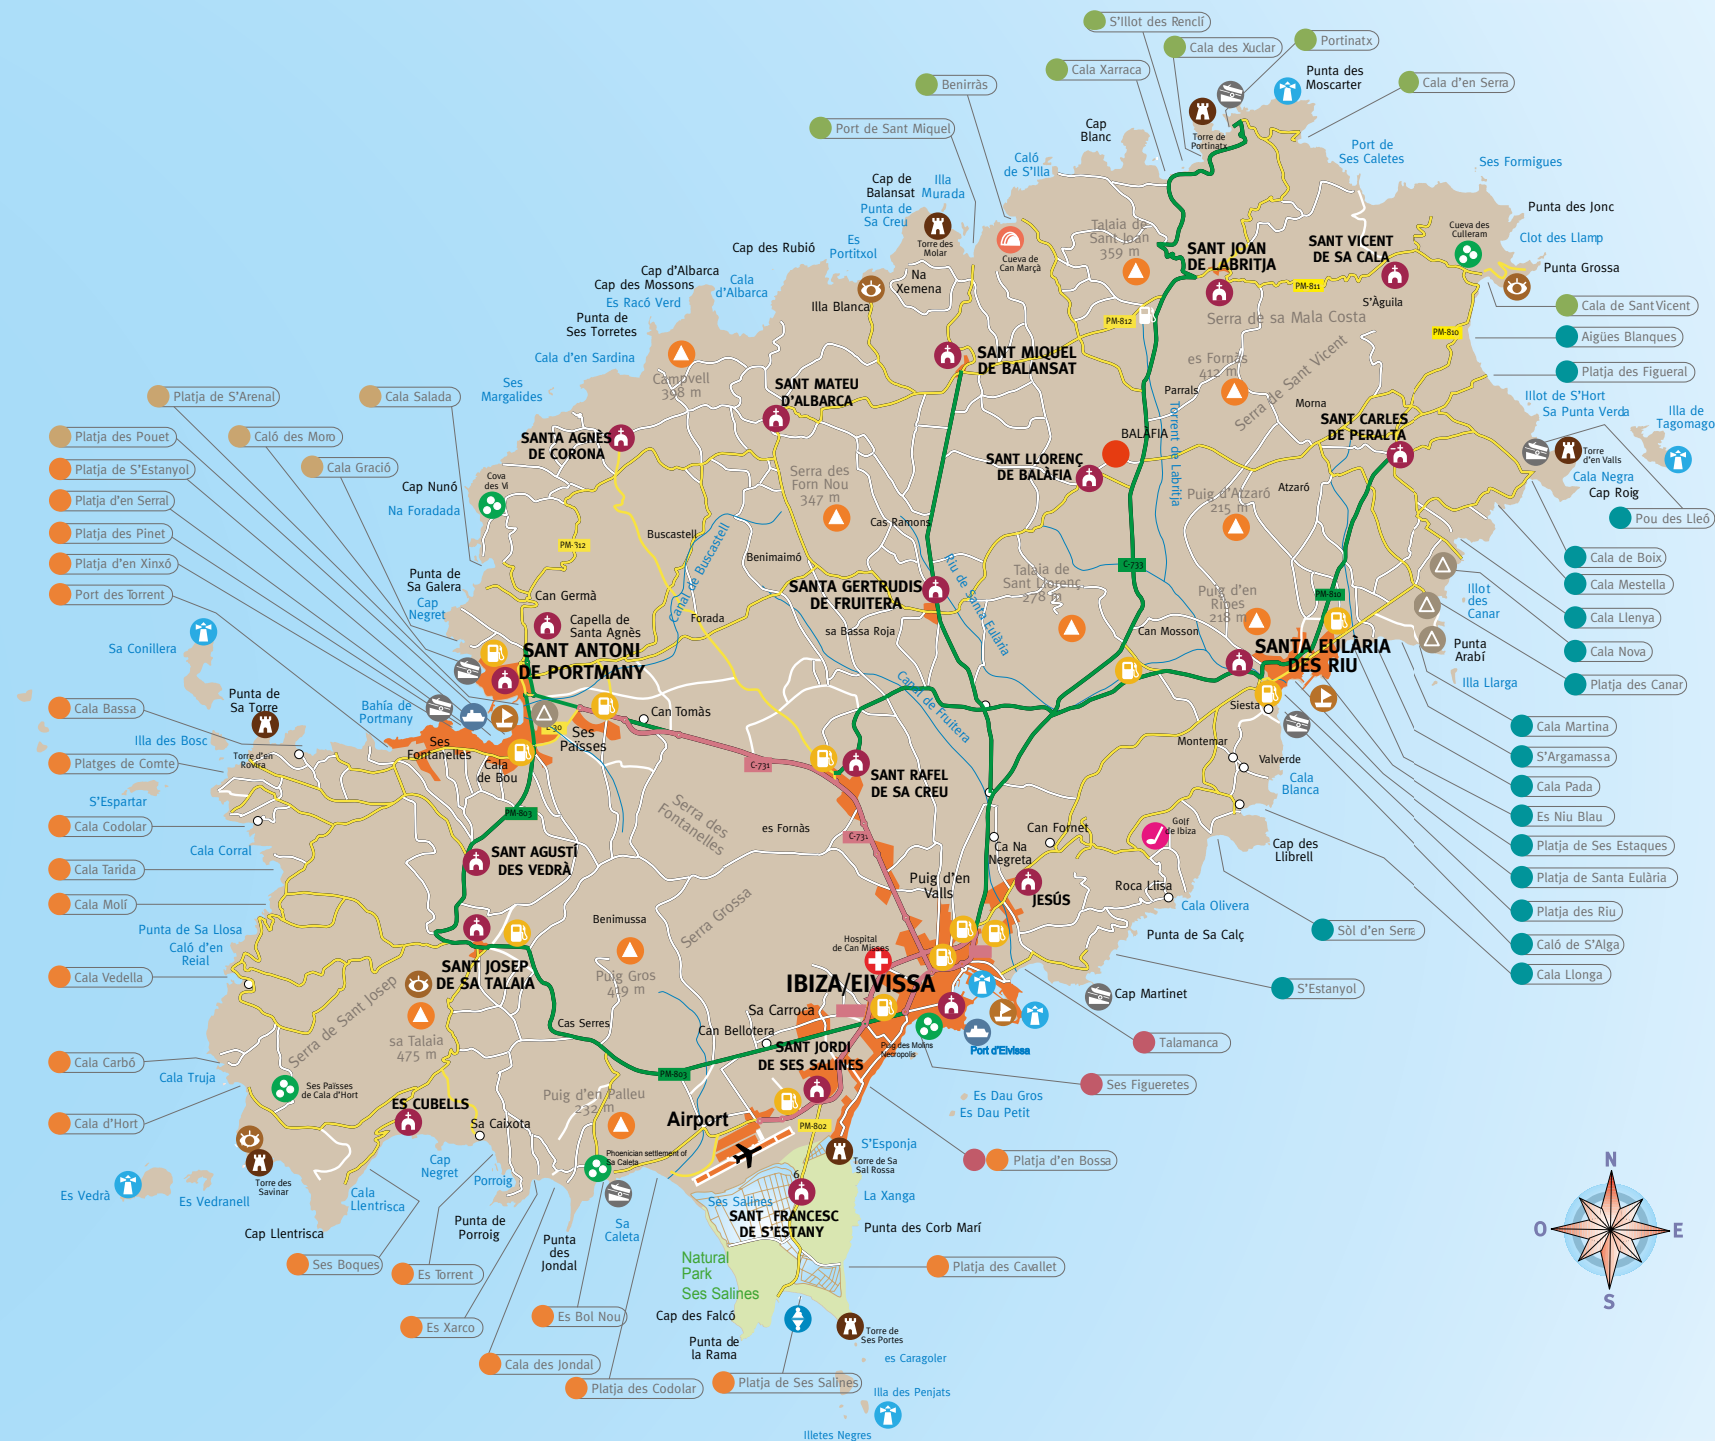 S'Illot des Renclí
Cala des Xuclar
Portinatx
Cala Xarraca
Punta des
Moscarter
Cala d'en Serra
Benirràs
Port de Sant Miquel
Cap
Blanc
Torre de
Portinatx
Port de
Ses Caletes
Ses Formigues
Caló
de S'Illa
Cap de
Balansat
Illa
Murada
Punta de
Sa Creu
Punta des Jonc
Clot des Llamp
Punta Grossa
Cueva des
Culleram
Es
Portitxol
Torre des
Molar
Cueva de
Can Marçà
Talaia de
Sant Joan
359 m
SANT JOAN
DE LABRITJA
SANT VICENT
DE SA CALA
Cap des Rubió
Na
Xemena
Illa Blanca
Cap d'Albarca
Cap des Mossons
Es Racó Verd
Cala
d'Albarca
Punta de
Ses Torretes
Cala d'en Sardina
PM-811
S'Àguila
Cala de Sant Vicent
PM-812
Serra de sa Mala Costa
PM-810
Aigües Blanques
Platja des Figueral
SANT MIQUEL
DE BALANSAT
es Fornàs
412 m
Serra de Sant Vicent
Campvell
398 m
SANT MATEU
D'ALBARCA
Parrals
Morna
Ses
Margalides
Illot de S'Hort
Sa Punta Verda
Illa de
Tagomago
SANT CARLES
DE PERALTA
Platja de S'Arenal
Cala Salada
Platja des Pouet
Caló des Moro
Platja de S'Estanyol
Cala Gració
Platja d'en Serral
Platja des Pinet
Platja d'en Xinxó
Port des Torrent
SANTA AGNÈS
DE CORONA
BALÀFIA
SANT LLORENÇ
DE BALÀFIA
Torrent de Labritja
Torre
d'en Valls
Cala Negra
Cap Roig
Pou des Lleó
Cova
des Vi
Cap Nunó
Na Foradada
Serra des
Forn Nou
347 m
Puig d'Atzaró
215 m
Atzaró
Cas Ramons
Buscastell
PM-812
Benimaimó
Canal de Buscastell
Riu de Santa Eulària
Cala de Boix
Cala Mestella
Cala Llenya
Cala Nova
Platja des Canar
Illot
des
Canar
Punta
Arabí
Illa Llarga
C-733
Talaia de
Sant Llorenç
278 m
Puig d'en
Ribes
218 m
PM-810
SANTA GERTRUDIS
DE FRUITERA
Punta de
Sa Galera
Cap
Negret
Can Germà
Capella de
Santa Agnès
Forada
sa Bassa Roja
Can Mosson
Sa Conillera
SANT ANTONI
DE PORTMANY
SANTA EULÀRIA
DES RIU
Canal de Fruitera
Siesta
Punta de
Sa Torre
Bahía de
Portmany
Cala Bassa
Illa des Bosc
Torre d'en
Rovira
Ses
Fontanelles
Ses
Païsses
Can Tomàs
Cala
de Bou
Platges de Comte
S'Espartar
Cala Codolar
Cala Corral
Cala Tarida
Cala Molí
Punta de Sa Llosa
Caló d'en
Reial
Cala Vedella
C-731
SANT RAFEL
DE SA CREU
Montemar
Valverde
Cala
Blanca
Cala Martina
S'Argamassa
Cala Pada
Es Niu Blau
Platja de Ses Estaques
Platja de Santa Eulària
Platja des Riu
Caló de S'Alga
Cala Llonga
PM-803
Serra des
Fontanelles
es Fornàs
C-731
Can Fornet
Ca Na
Negreta
Golf
de Ibiza
Cap des
Llibrell
SANT AGUSTÍ
DES VEDRÀ
Puig d'en
Valls
JESÚS
Roca Llisa
Cala Olivera
Punta de Sa Calç
Sòl d'en Serra
S'Estanyol
Serra Grossa
Benimussa
Hospital
de Can Misses
SANT JOSEP
DE SA TALAIA
Puig Gros
419 m
IBIZA/EIVISSA
Cap Martinet
Serra de Sant Josep
sa Talaia
475 m
Cas Serres
Sa Carroca
Can Bellotera
SANT JORDI
DE SES SALINES
Puig des Molins
Necropolis
Port d'Eivissa
Talamanca
Ses Figueretes
Cala Carbó
Cala Truja
Cala d'Hort
Ses Païsses
de Cala d'Hort
PM-803
Puig d'en Palleu
232 m
Es Dau Gros
Es Dau Petit
ES CUBELLS
Sa Caixota
Airport
PM-802
S'Esponja
Platja d'en Bossa
Torre de Sa
Sal Rossa
Phoenician settlement of
Sa Caleta
Es Vedrà
Es Vedranell
Torre des
Savinar
Cala
Llentrisca
Cap
Negret
Porroig
Cap Llentrisca
Punta de
Porroig
Punta
des
Jondal
Sa
Caleta
Ses Salines
6
SANT FRANCESC
DE S'ESTANY
La Xanga
Punta des Corb Marí
Natural
Park
Ses Salines
Platja des Cavallet
Ses Boques
Es Torrent
Es Xarco
Es Bol Nou
Cala des Jondal
Platja des Codolar
Platja de Ses Salines
Cap des Falcó
Punta de
la Rama
Torre de
Ses Portes
es Caragoler
Illa des Penjats
Illetes Negres
N
O
E
S